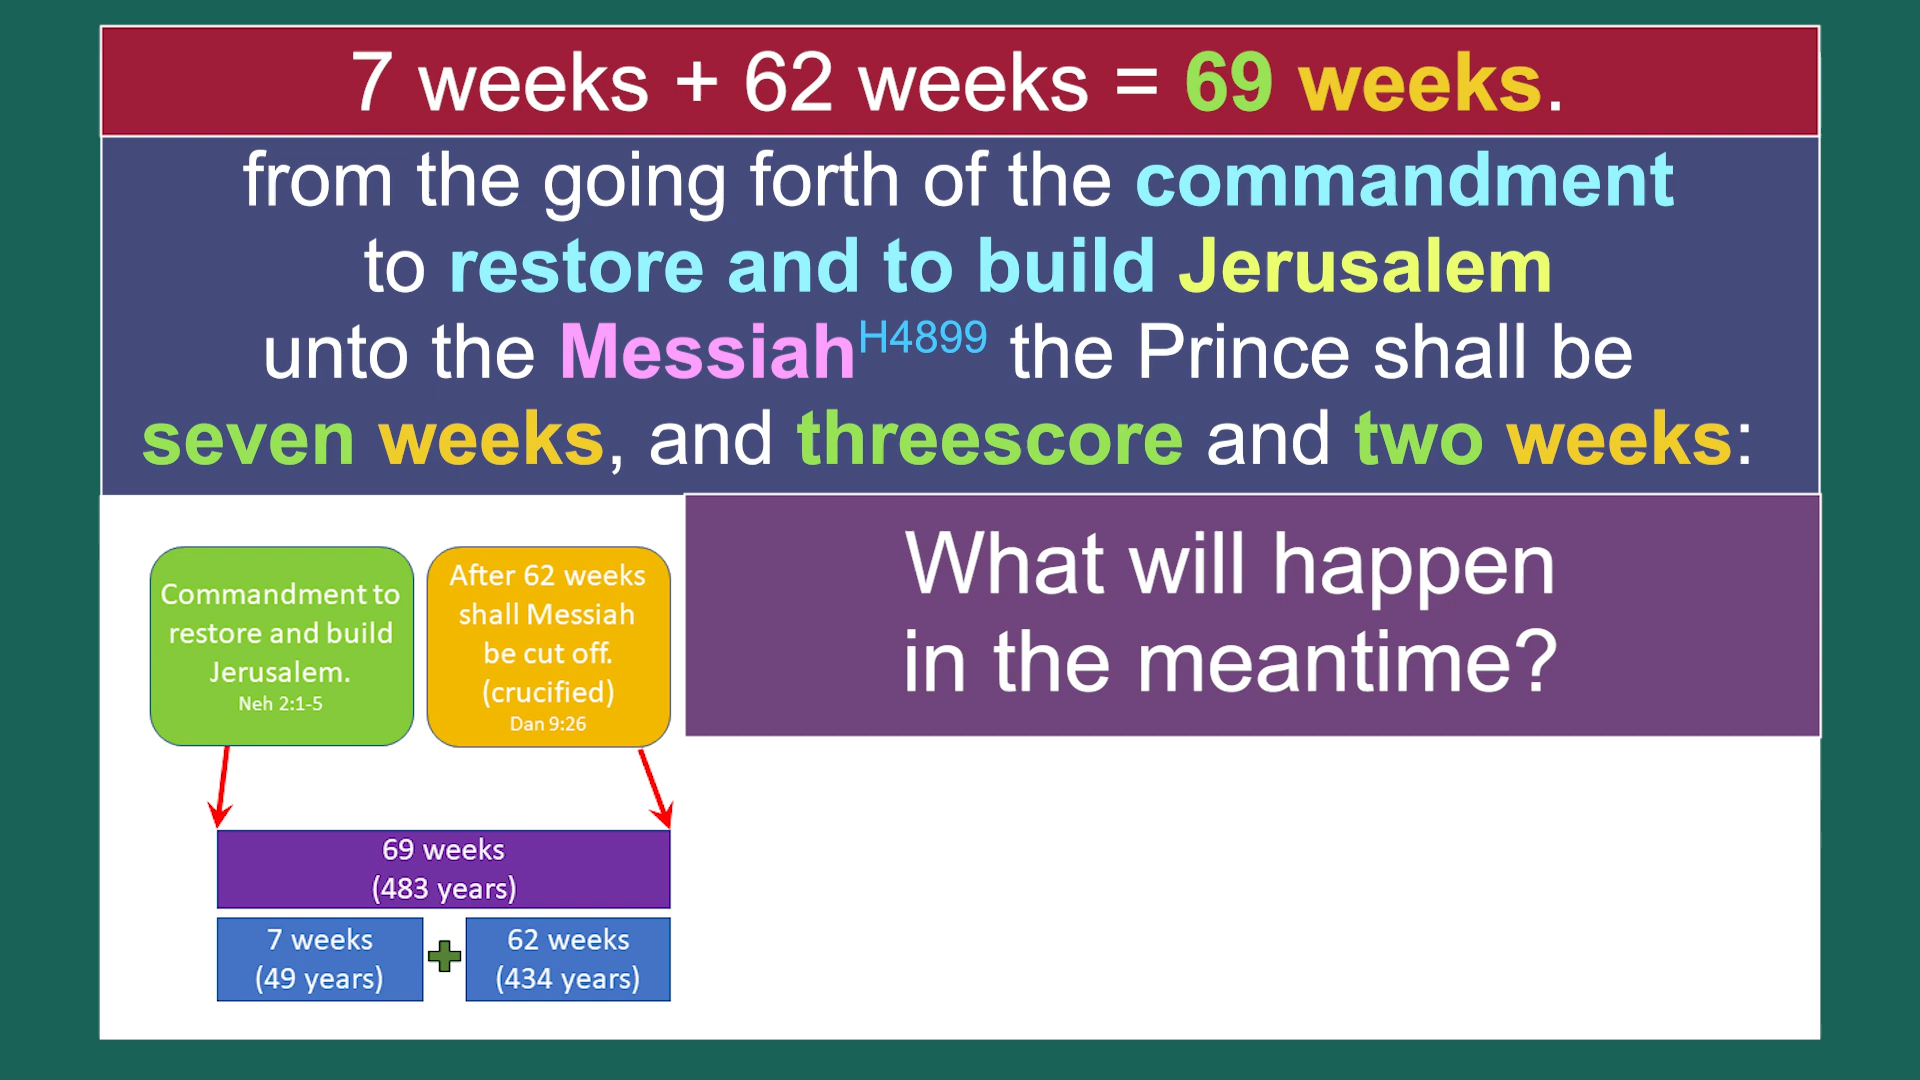 7 weeks + 62 weeks = 69 weeks.
from the going forth of the commandment
to restore and to build Jerusalem
unto the MessiahH4899 the Prince shall be
seven weeks, and threescore and two weeks:
What will happen
in the meantime?
Commandment to
restore and build
Jerusalem.
Neh 2:1-5
After 62 weeks
shall Messiah
be cut off.
(crucified)
Dan 9:26
69 weeks
(483 years)
7 weeks
(49 years)
62 weeks
(434 years)